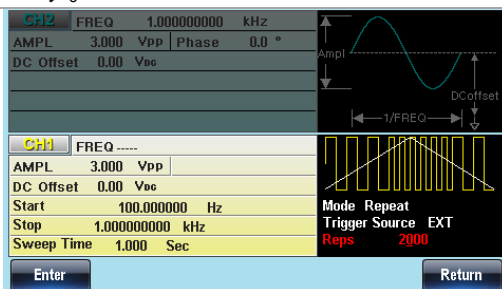 CH2 FREQ 1.000000000 kHz
AMPL 3.000 Vpp Phase 0.0 °
DC Offset 0.00 Vdc
Ampl
DCoffset
1/FREQ
CH1 FREQ -----
AMPL 3.000 Vpp
DC Offset 0.00 Vdc
Start 100.000000 Hz
Stop 1.000000000 kHz
Sweep Time 1.000 Sec
Mode Repeat
Trigger Source EXT
Reps 2000
Enter
Return